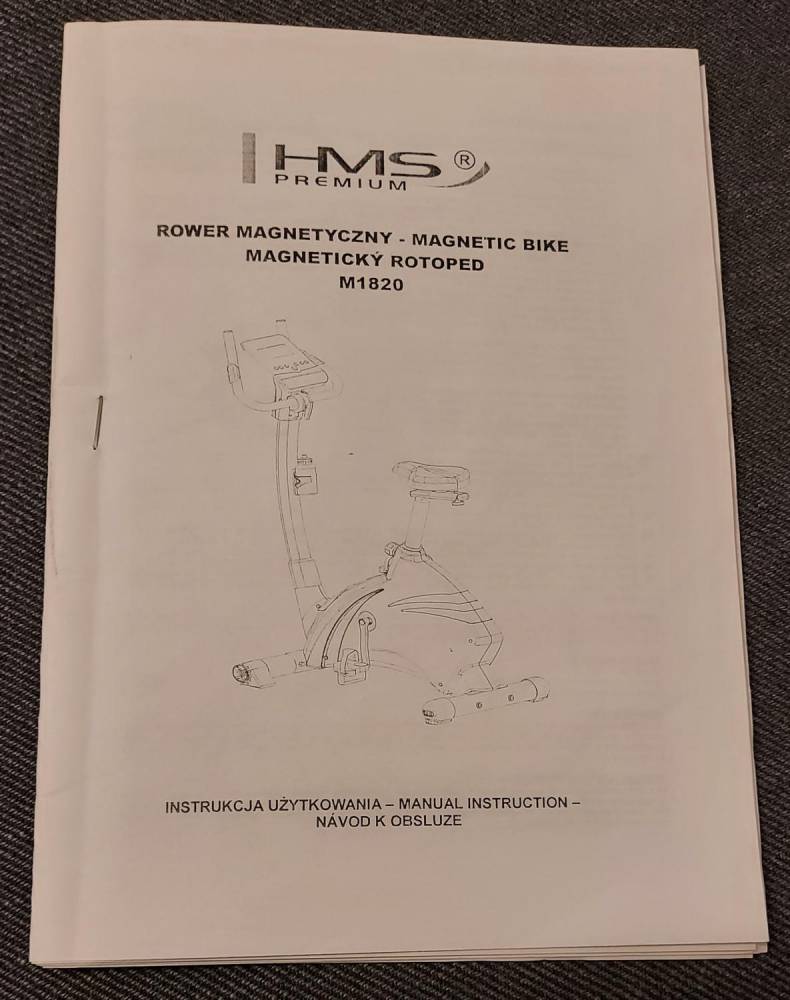 HMS ®
PREMIUM
ROWER MAGNETYCZNY - MAGNETIC BIKE
MAGNETICKÝ ROTOPED
M1820
INSTRUKCJA UŻYTKOWANIA – MANUAL INSTRUCTION –
NÁVOD K OBSLUZE